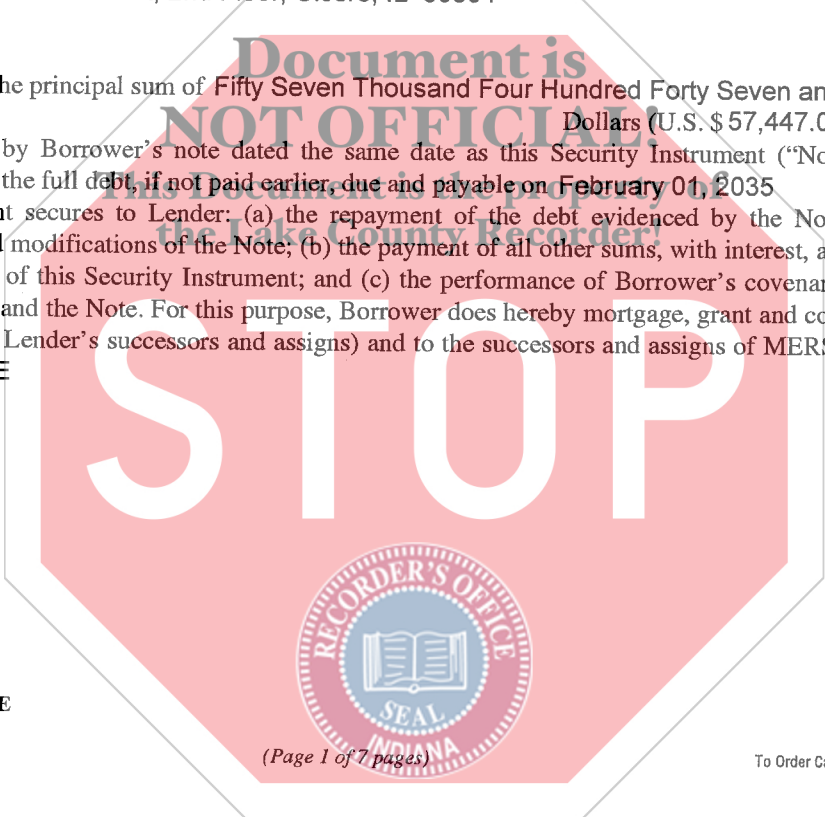 Document is
he principal sum of Fifty Seven Thousand Four Hundred Forty Seven an
NOT OFFICIAL!
Dollars (U.S. $ 57,447.0
by Borrower's note dated the same date as this Security Instrument ("No
the full debt, if not paid earlier, due and payable on February 01, 2035
This Document is the property of
t secures to Lender: (a) the repayment of the debt evidenced by the No
the Lake County Recorder!
modifications of the Note; (b) the payment of all other sums, with interest, a
of this Security Instrument; and (c) the performance of Borrower's covenan
and the Note. For this purpose, Borrower does hereby mortgage, grant and co
Lender's successors and assigns) and to the successors and assigns of MERS
STOP
RECORDER'S OFFICE
SEAL
INDIANA
E
(Page 1 of 7 pages)
To Order Ca